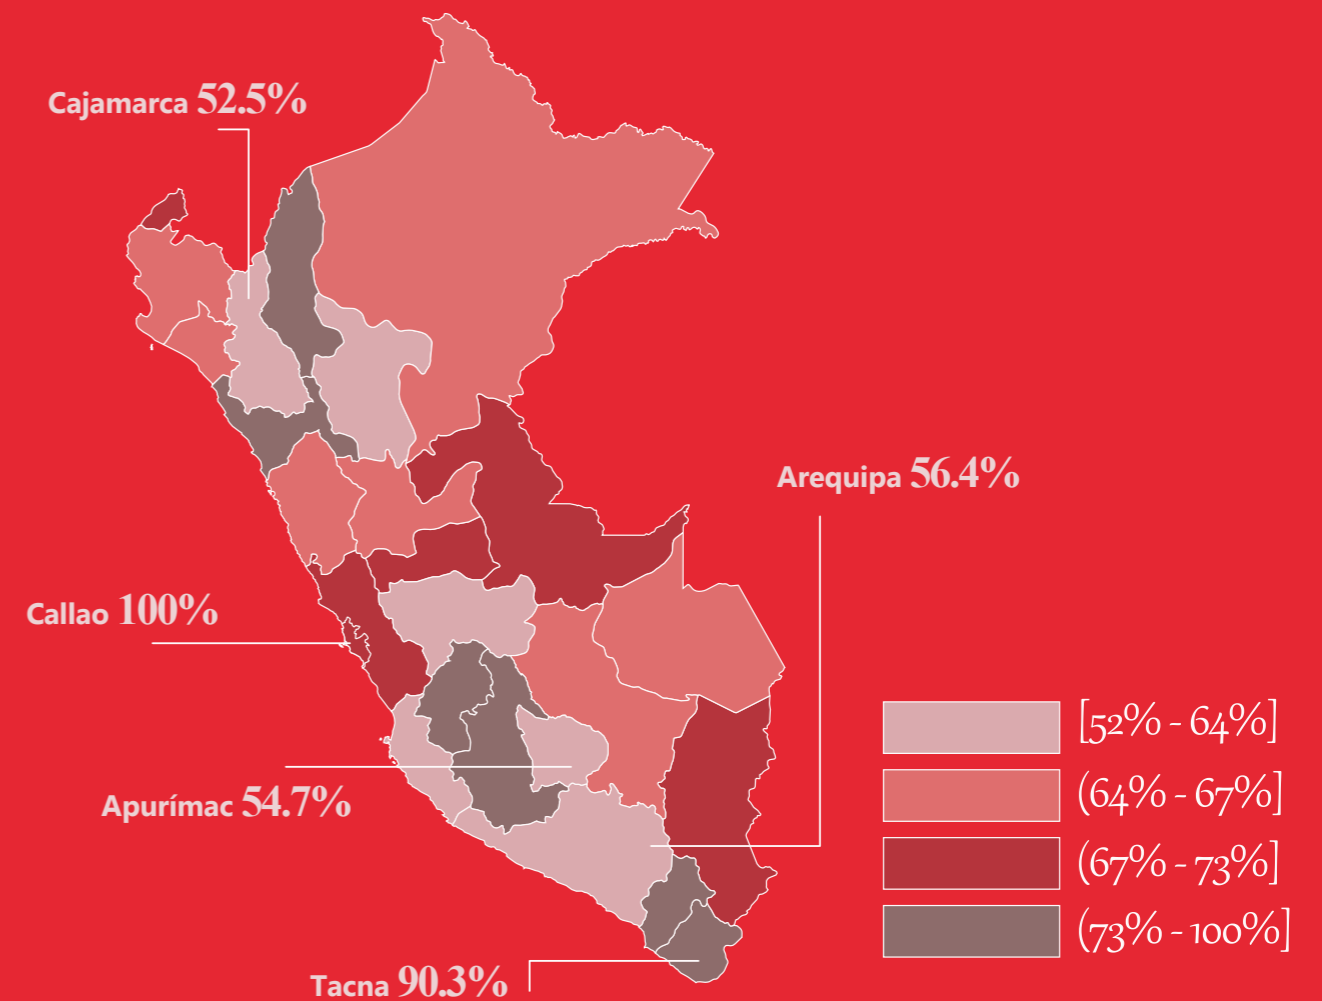 Cajamarca 52.5%
Arequipa 56.4%
Callao 100%
Apurímac 54.7%
Tacna 90.3%
[52% - 64%]
(64% - 67%]
(67% - 73%]
(73% - 100%]